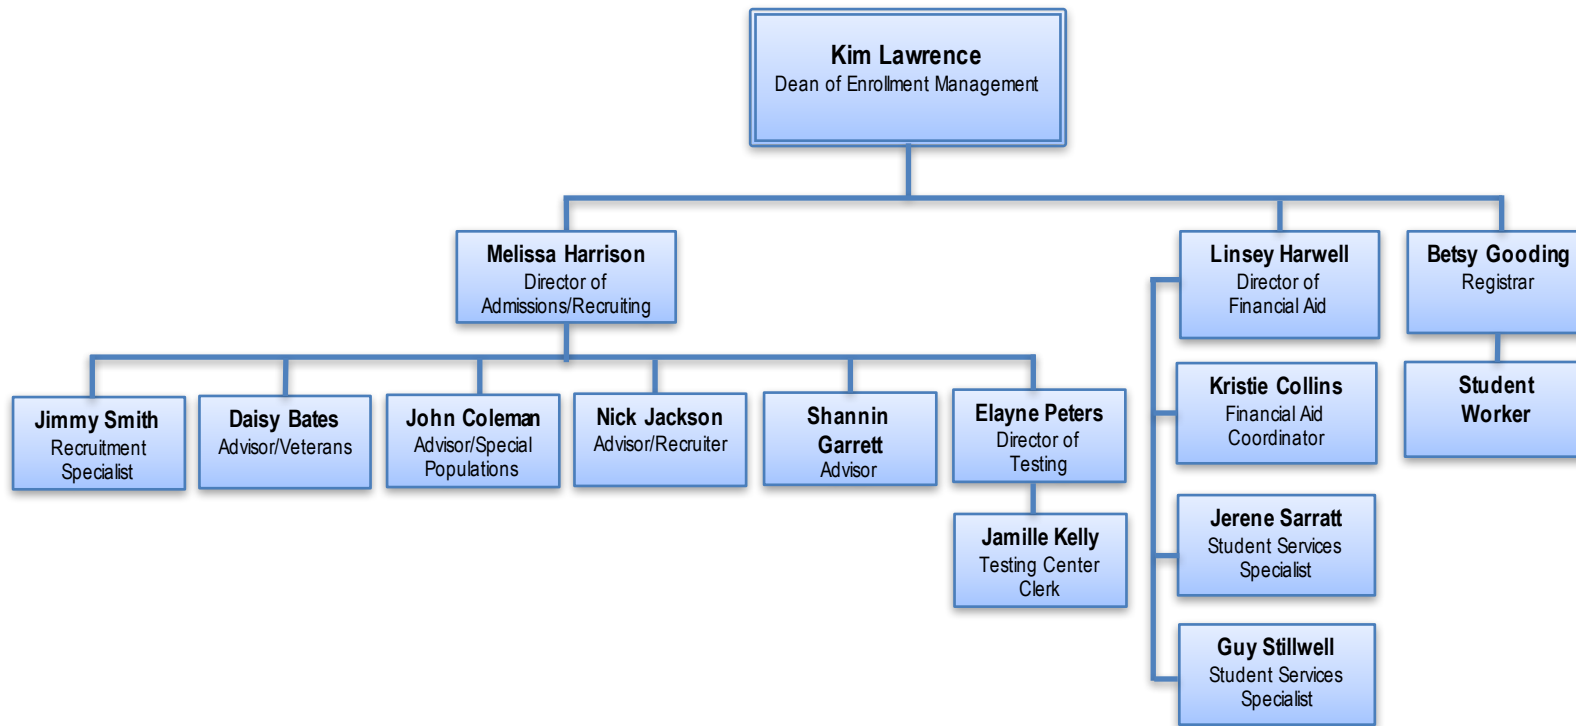 Kim Lawrence
Dean of Enrollment Management
Melissa Harrison
Director of
Admissions/Recruiting
Linsey Harwell
Director of
Financial Aid
Betsy Gooding
Registrar
Jimmy Smith
Recruitment
Specialist
Daisy Bates
Advisor/Veterans
John Coleman
Advisor/Special
Populations
Nick Jackson
Advisor/Recruiter
Shannin
Garrett
Advisor
Elayne Peters
Director of
Testing
Kristie Collins
Financial Aid
Coordinator
Student
Worker
Jamille Kelly
Testing Center
Clerk
Jerene Sarratt
Student Services
Specialist
Guy Stillwell
Student Services
Specialist